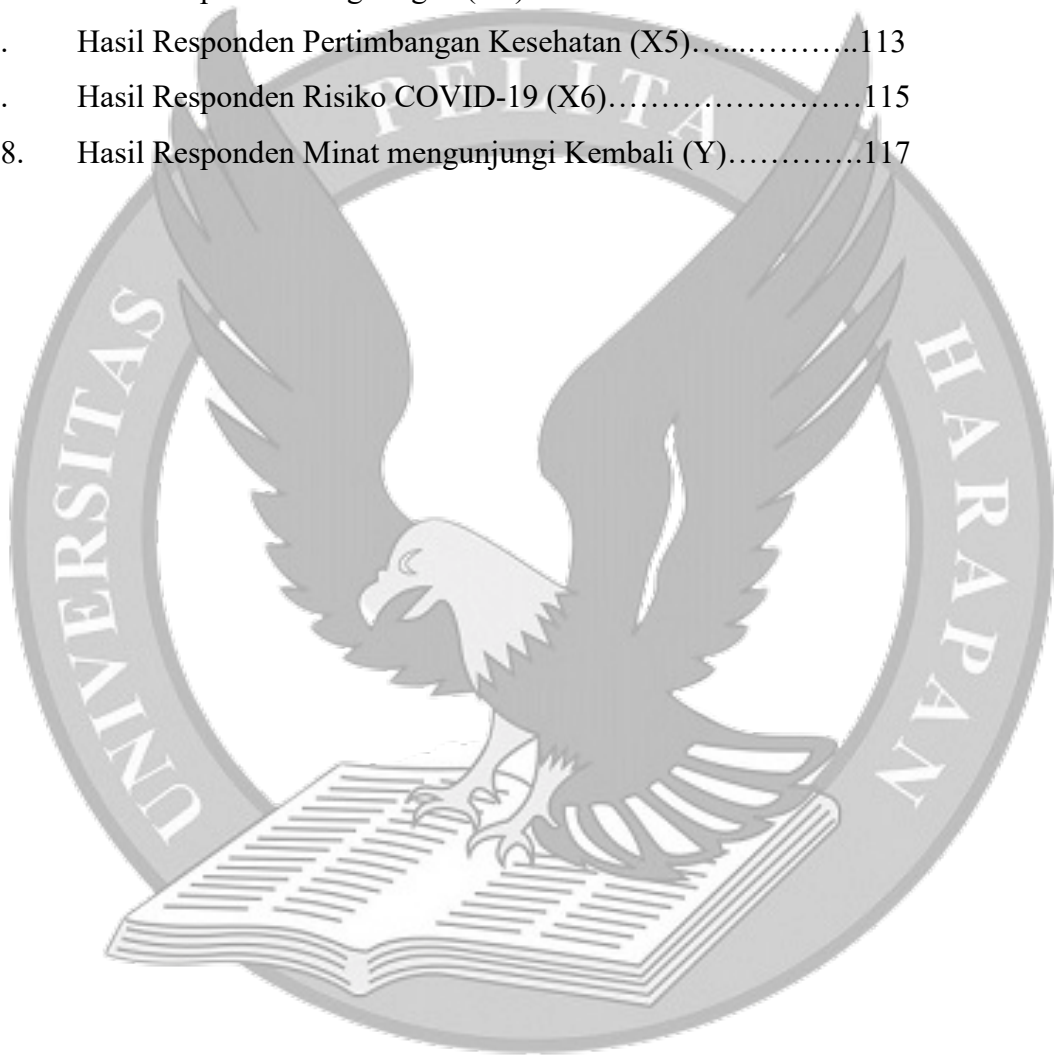 . Hasil Responden Pertimbangan Kesehatan (X5)…...………..113
. Hasil Responden Risiko COVID-19 (X6)…………………….115
8. Hasil Responden Minat mengunjungi Kembali (Y)………….117
UNIVERSITAS PELITA HARAPAN